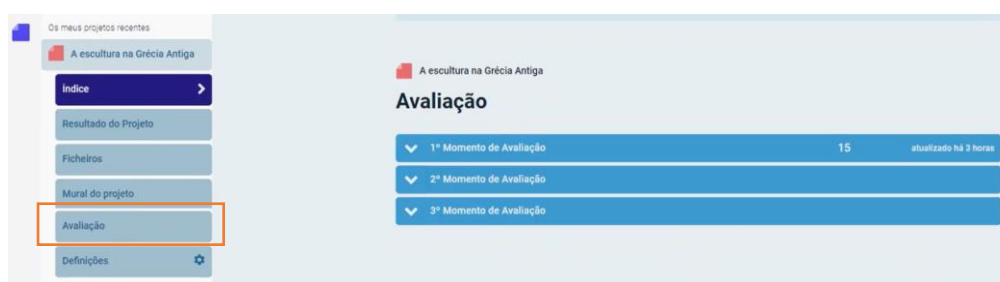 Os meus projetos recentes
A escultura na Grécia Antiga
Índice
Resultado do Projeto
Ficheiros
Mural do projeto
Avaliação
Definições
A escultura na Grécia Antiga
Avaliação
1º Momento de Avaliação 15 atualizado há 3 horas
2º Momento de Avaliação
3º Momento de Avaliação